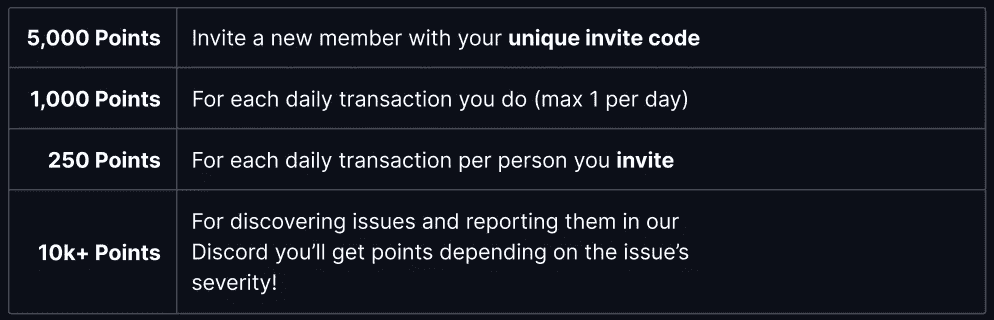 5,000 Points Invite a new member with your unique invite code
1,000 Points For each daily transaction you do (max 1 per day)
250 Points For each daily transaction per person you invite
10k+ Points
For discovering issues and reporting them in our
Discord you’ll get points depending on the issue’s
severity!